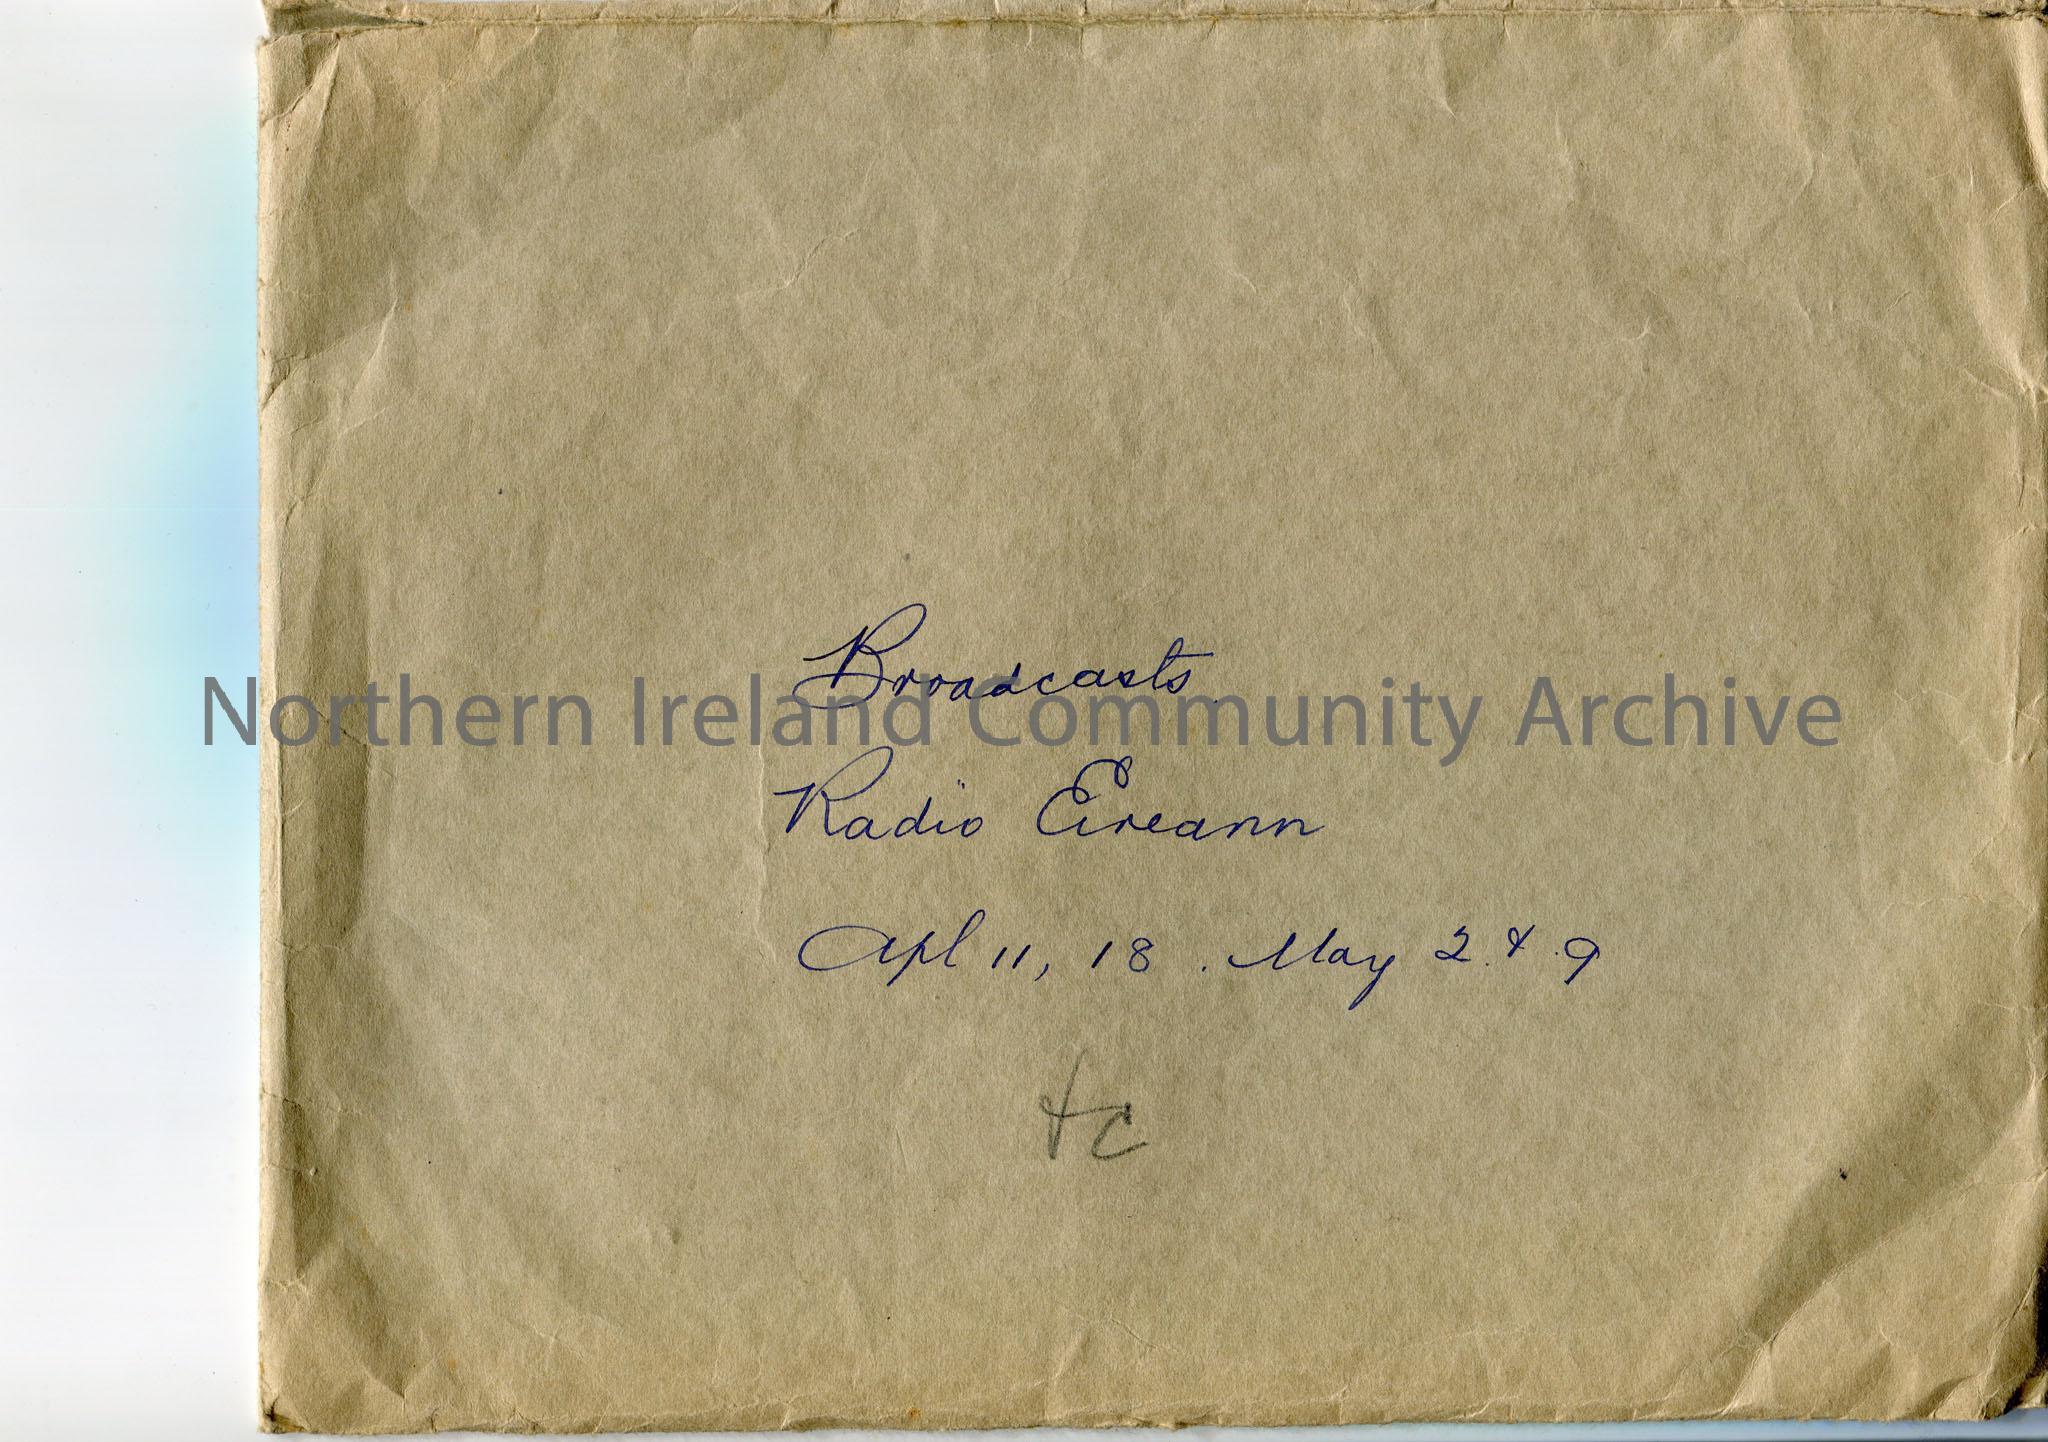 Broadcasts
Northern Ireland Community Archive
Radio Eireann
Apl 11, 18. May 2 & 9
&c